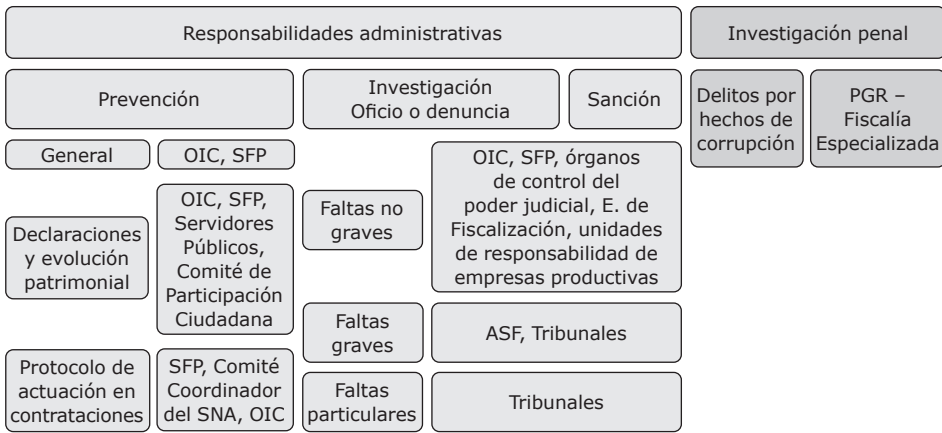 Responsabilidades administrativas
Investigación penal
Prevención
Investigación
Oficio o denuncia
Sanción
Delitos por
hechos de
corrupción
PGR –
Fiscalía
Especializada
General
OIC, SFP
Declaraciones
y evolución
patrimonial
OIC, SFP,
Servidores
Públicos,
Comité de
Participación
Ciudadana
Faltas no
graves
OIC, SFP, órganos
de control del
poder judicial, E. de
Fiscalización, unidades
de responsabilidad de
empresas productivas
Faltas
graves
ASF, Tribunales
Protocolo de
actuación en
contrataciones
SFP, Comité
Coordinador
del SNA, OIC
Faltas
particulares
Tribunales